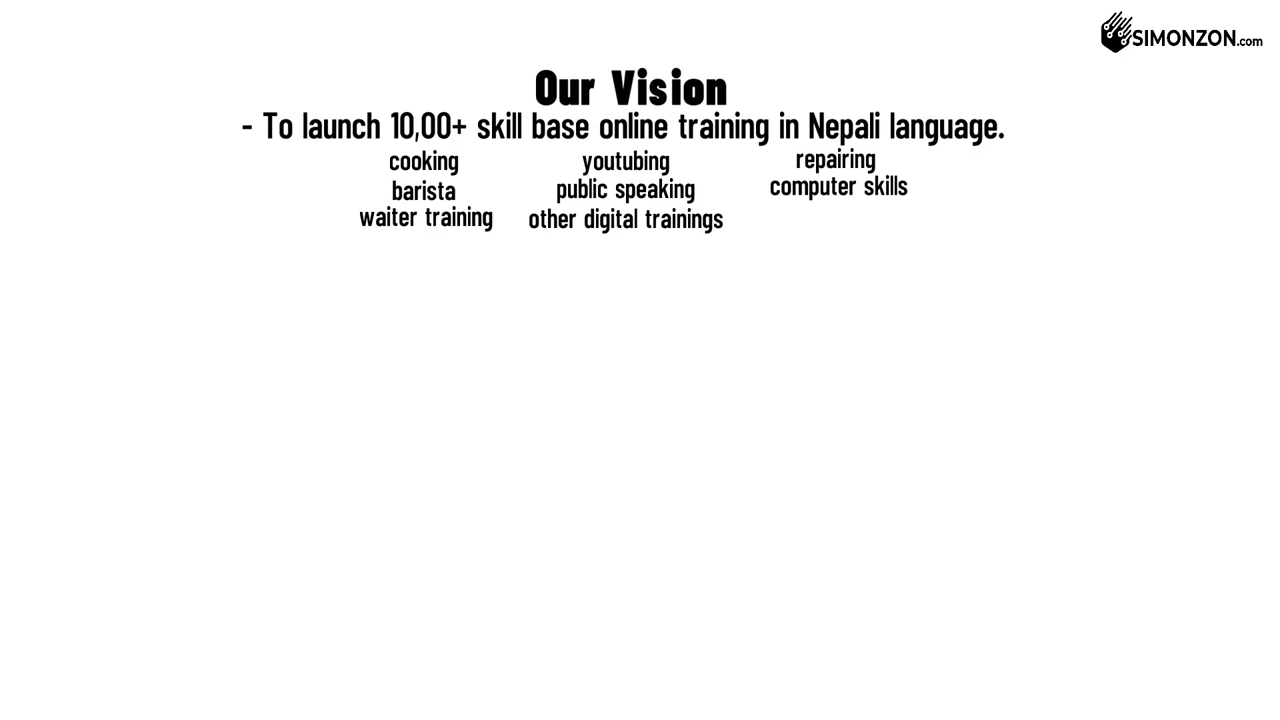 SIMONZON.com
Our Vision
- To launch 10,00+ skill base online training in Nepali language.
cooking
barista
waiter training
youtubing
public speaking
other digital trainings
repairing
computer skills